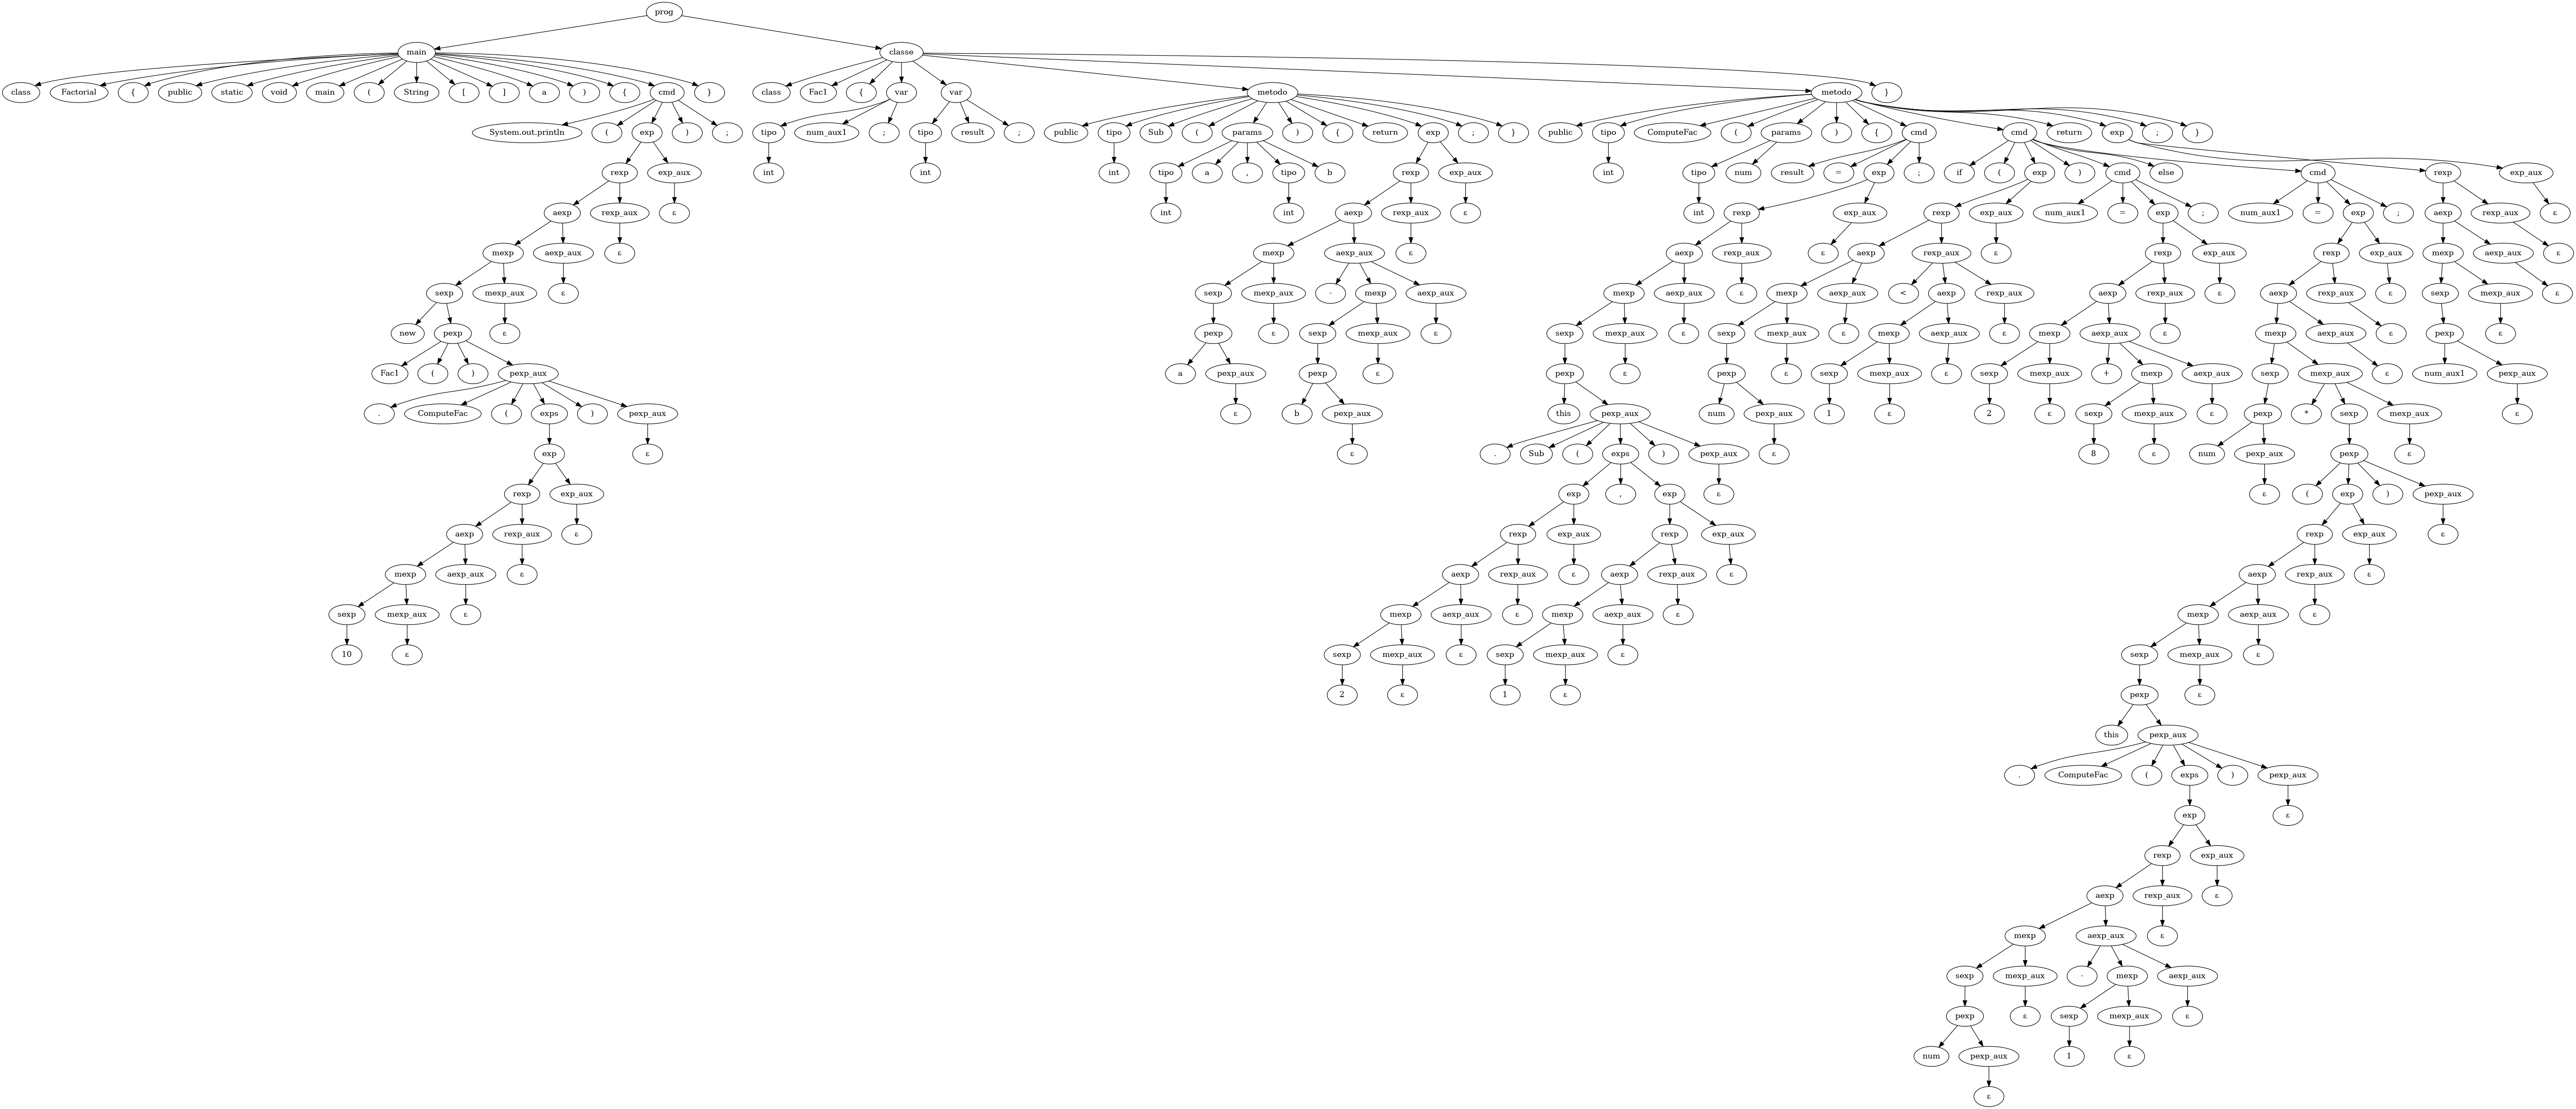 prog
main classe
class Factorial { public static void main ( String [ ] a ) { cmd } class Fac1 { var var metodo metodo }
System.out.println ( exp ) ; tipo num_aux1 ; tipo result ; public tipo Sub ( params ) { return exp ; } public tipo ComputeFac ( params ) { cmd cmd return exp ; }
rexp exp_aux int int int tipo a , tipo b rexp exp_aux int tipo num result = exp ; if ( exp ) cmd else cmd rexp exp_aux
aexp rexp_aux ε int int aexp rexp_aux ε int rexp exp_aux rexp exp_aux num_aux1 = exp ; num_aux1 = exp ; aexp rexp_aux ε
mexp aexp_aux ε mexp aexp_aux ε aexp rexp_aux ε aexp rexp_aux ε rexp exp_aux rexp exp_aux mexp aexp_aux ε
sexp mexp_aux ε sexp mexp_aux - mexp aexp_aux mexp aexp_aux ε mexp aexp_aux < aexp rexp_aux aexp rexp_aux ε aexp rexp_aux ε sexp mexp_aux ε
new pexp ε pexp ε sexp mexp_aux ε sexp mexp_aux ε sexp mexp_aux ε mexp aexp_aux ε mexp aexp_aux ε mexp aexp_aux ε pexp ε
Fac1 ( ) pexp_aux a pexp_aux pexp ε pexp ε pexp ε sexp mexp_aux ε sexp mexp_aux + mexp aexp_aux sexp mexp_aux ε num_aux1 pexp_aux
. ComputeFac ( exps ) pexp_aux ε b pexp_aux this pexp_aux num pexp_aux 1 ε 2 ε sexp mexp_aux ε pexp * sexp mexp_aux ε
exp ε ε . Sub ( exps ) pexp_aux ε 8 ε num pexp_aux pexp ε
rexp exp_aux exp , exp ε ε ( exp ) pexp_aux
aexp rexp_aux ε rexp exp_aux rexp exp_aux rexp exp_aux ε
mexp aexp_aux ε aexp rexp_aux ε aexp rexp_aux ε aexp rexp_aux ε
sexp mexp_aux ε mexp aexp_aux ε mexp aexp_aux ε mexp aexp_aux ε
10 ε sexp mexp_aux ε sexp mexp_aux ε sexp mexp_aux ε
2 ε 1 ε pexp ε
this pexp_aux
. ComputeFac ( exps ) pexp_aux
exp ε
rexp exp_aux
aexp rexp_aux ε
mexp aexp_aux ε
sexp mexp_aux - mexp aexp_aux
pexp ε sexp mexp_aux ε
num pexp_aux 1 ε
ε